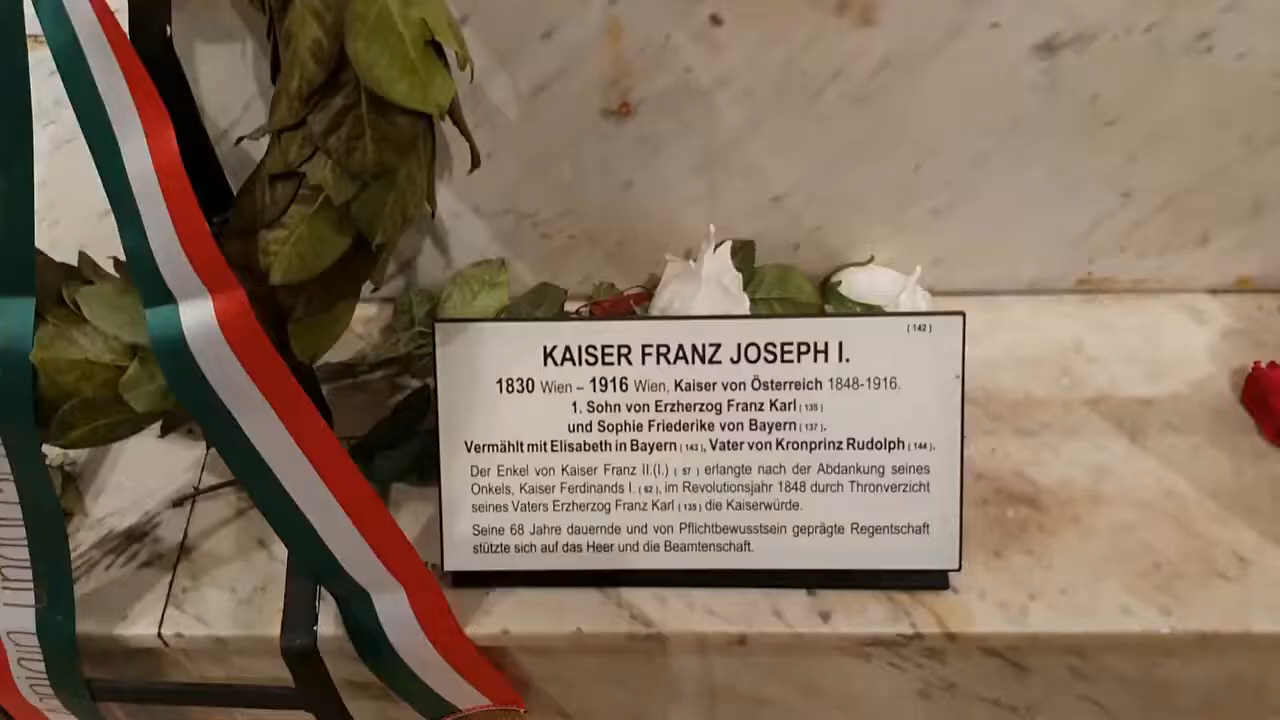 ( 142 )
KAISER FRANZ JOSEPH I.
1830 Wien – 1916 Wien, Kaiser von Österreich 1848-1916.
1. Sohn von Erzherzog Franz Karl ( 135 )
und Sophie Friederike von Bayern ( 137 ),
Vermählt mit Elisabeth in Bayern ( 143 ), Vater von Kronprinz Rudolph ( 144 ).
Der Enkel von Kaiser Franz II.(I.) ( 57 ) erlangte nach der Abdankung seines
Onkels, Kaiser Ferdinands I. ( 62 ), im Revolutionsjahr 1848 durch Thronverzicht
seines Vaters Erzherzog Franz Karl ( 135 ) die Kaiserwürde.
Seine 68 Jahre dauernde und von Pflichtbewusstsein geprägte Regentschaft
stützte sich auf das Heer und die Beamtenschaft.